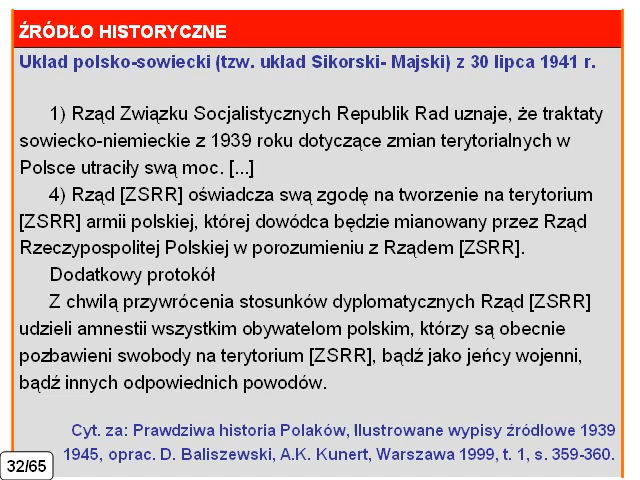 ŹRÓDŁO HISTORYCZNE
Układ polsko-sowiecki (tzw. układ Sikorski- Majski) z 30 lipca 1941 r.
1) Rząd Związku Socjalistycznych Republik Rad uznaje, że traktaty
sowiecko-niemieckie z 1939 roku dotyczące zmian terytorialnych w
Polsce utraciły swą moc. [...]
4) Rząd [ZSRR] oświadcza swą zgodę na tworzenie na terytorium
[ZSRR] armii polskiej, której dowódca będzie mianowany przez Rząd
Rzeczypospolitej Polskiej w porozumieniu z Rządem [ZSRR].
Dodatkowy protokół
Z chwilą przywrócenia stosunków dyplomatycznych Rząd [ZSRR]
udzieli amnestii wszystkim obywatelom polskim, którzy są obecnie
pozbawieni swobody na terytorium [ZSRR], bądź jako jeńcy wojenni,
bądź innych odpowiednich powodów.
Cyt. za: Prawdziwa historia Polaków, Ilustrowane wypisy źródłowe 1939
1945, oprac. D. Baliszewski, A.K. Kunert, Warszawa 1999, t. 1, s. 359-360.
32/65